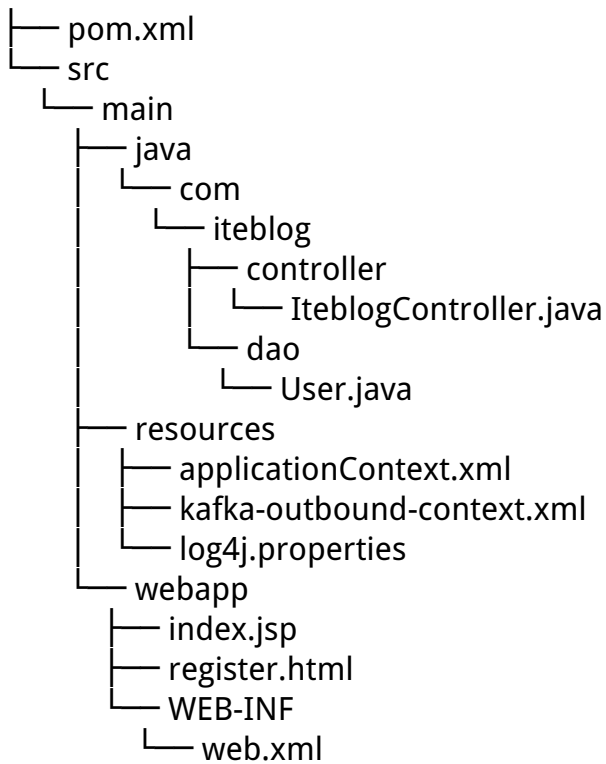 ├── pom.xml
└── src
    └── main
        ├── java
        │   └── com
        │       └── iteblog
        │           ├── controller
        │           │   └── IteblogController.java
        │           └── dao
        │               └── User.java
        ├── resources
        │   ├── applicationContext.xml
        │   ├── kafka-outbound-context.xml
        │   └── log4j.properties
        └── webapp
            ├── index.jsp
            ├── register.html
            └── WEB-INF
                └── web.xml